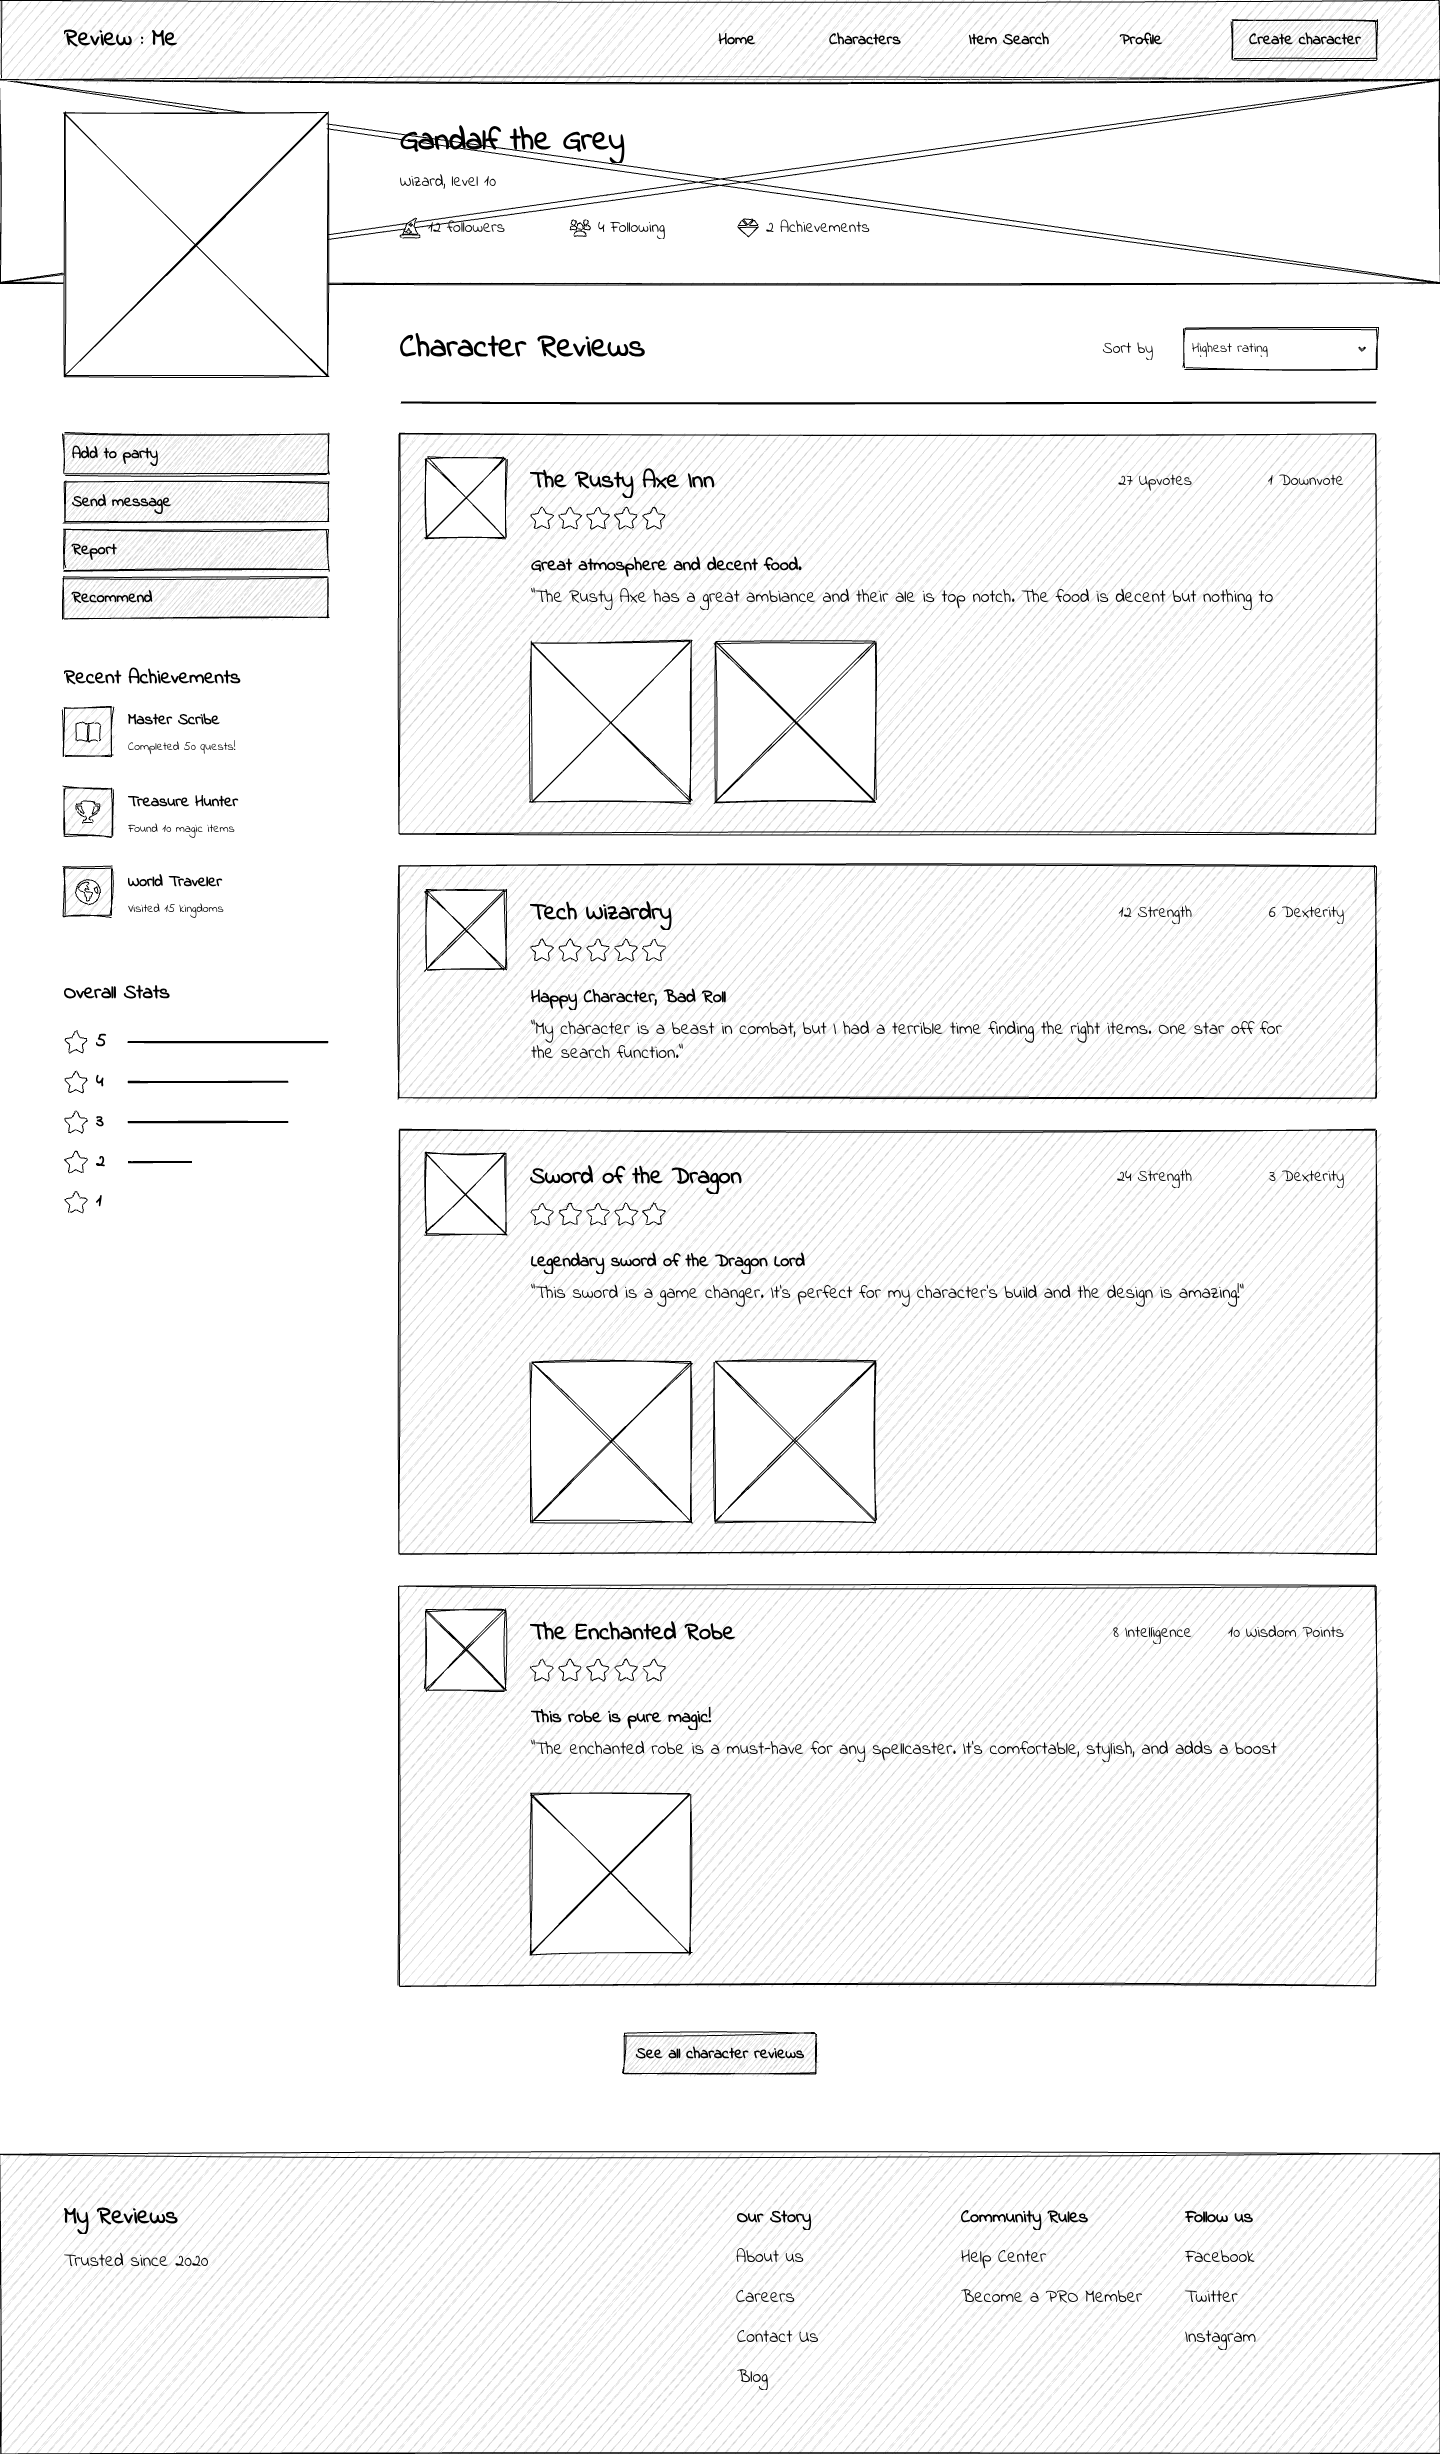 Review : Me
Home
Characters
Item Search
Profile
Create character
Gandalf the Grey
Wizard, level 10
12 followers
4 Following
2 Achievements
Character Reviews
Sort by
Highest rating
Add to party
Send message
Report
Recommend
Recent Achievements
Master Scribe
Completed 50 quests!
Treasure Hunter
Found 10 magic items
World Traveler
Visited 15 kingdoms
Overall Stats
5
4
3
2
1
The Rusty Axe Inn
27 Upvotes
1 Downvote
Great atmosphere and decent food.
"The Rusty Axe has a great ambiance and their ale is top notch. The food is decent but nothing to
Tech Wizardry
12 Strength
6 Dexterity
Happy Character, Bad Roll
"My character is a beast in combat, but I had a terrible time finding the right items. One star off for
the search function."
Sword of the Dragon
24 Strength
3 Dexterity
Legendary sword of the Dragon Lord
"This sword is a game changer. It's perfect for my character's build and the design is amazing!"
The Enchanted Robe
8 Intelligence
10 Wisdom Points
This robe is pure magic!
"The enchanted robe is a must-have for any spellcaster. It's comfortable, stylish, and adds a boost
See all character reviews
My Reviews
Trusted since 2020
Our Story
About us
Careers
Contact Us
Blog
Community Rules
Help Center
Become a PRO Member
Follow us
Facebook
Twitter
Instagram